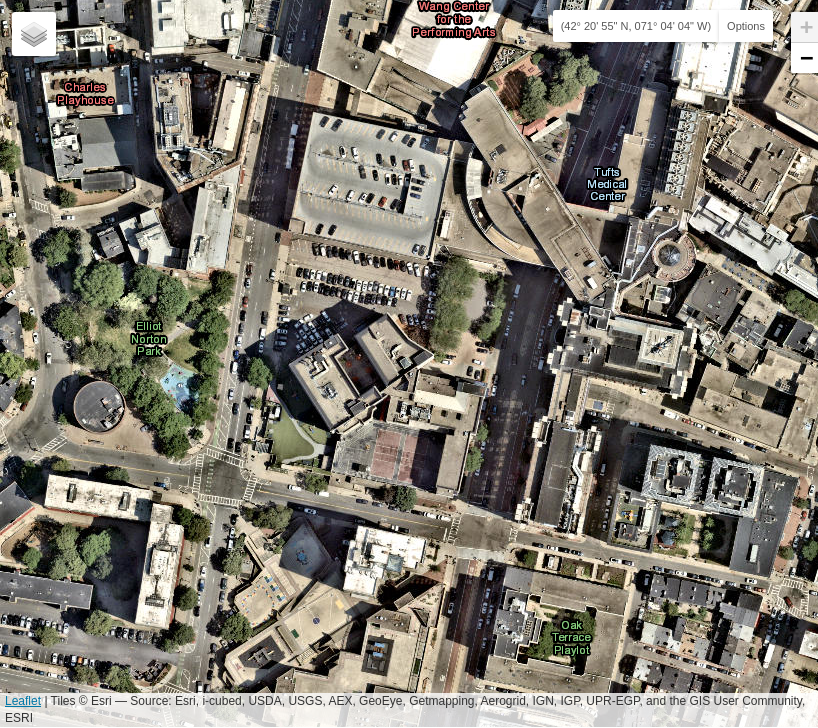 Wang Center
for the
Performing Arts
(42° 20' 55" N, 071° 04' 04" W)
Options
+
−
Charles
Playhouse
Tufts
Medical
Center
Elliot
Norton
Park
Oak
Terrace
Playlot
Leaflet | Tiles © Esri — Source: Esri, i-cubed, USDA, USGS, AEX, GeoEye, Getmapping, Aerogrid, IGN, IGP, UPR-EGP, and the GIS User Community,
ESRI